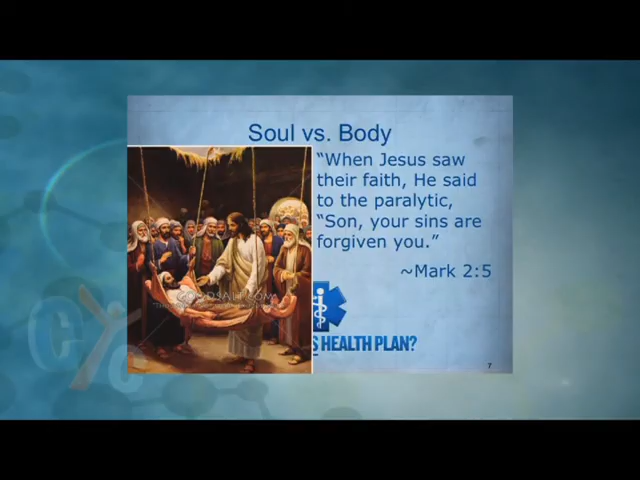 Soul vs. Body
“When Jesus saw
their faith, He said
to the paralytic,
“Son, your sins are
forgiven you.”
~Mark 2:5
S HEALTH PLAN?
7
CYC